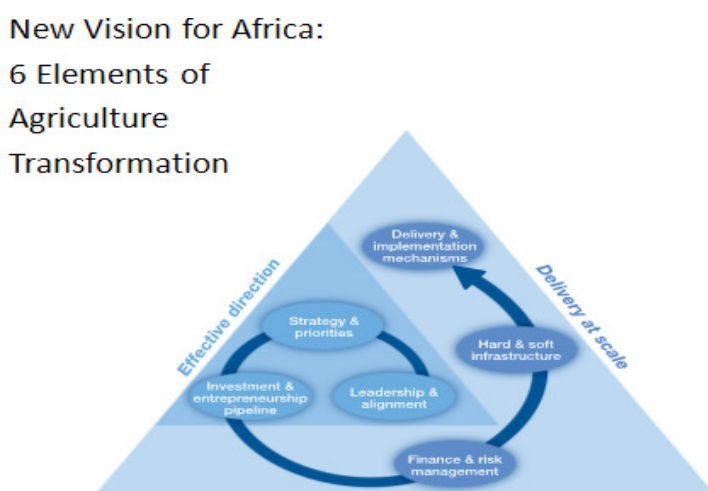 New Vision for Africa:
6 Elements of
Agriculture
Transformation
Delivery &
implementation
mechanisms
Effective direction
Delivery at scale
Strategy &
priorities
Hard & soft
infrastructure
Investment &
entrepreneurship
pipeline
Leadership &
alignment
Finance & risk
management